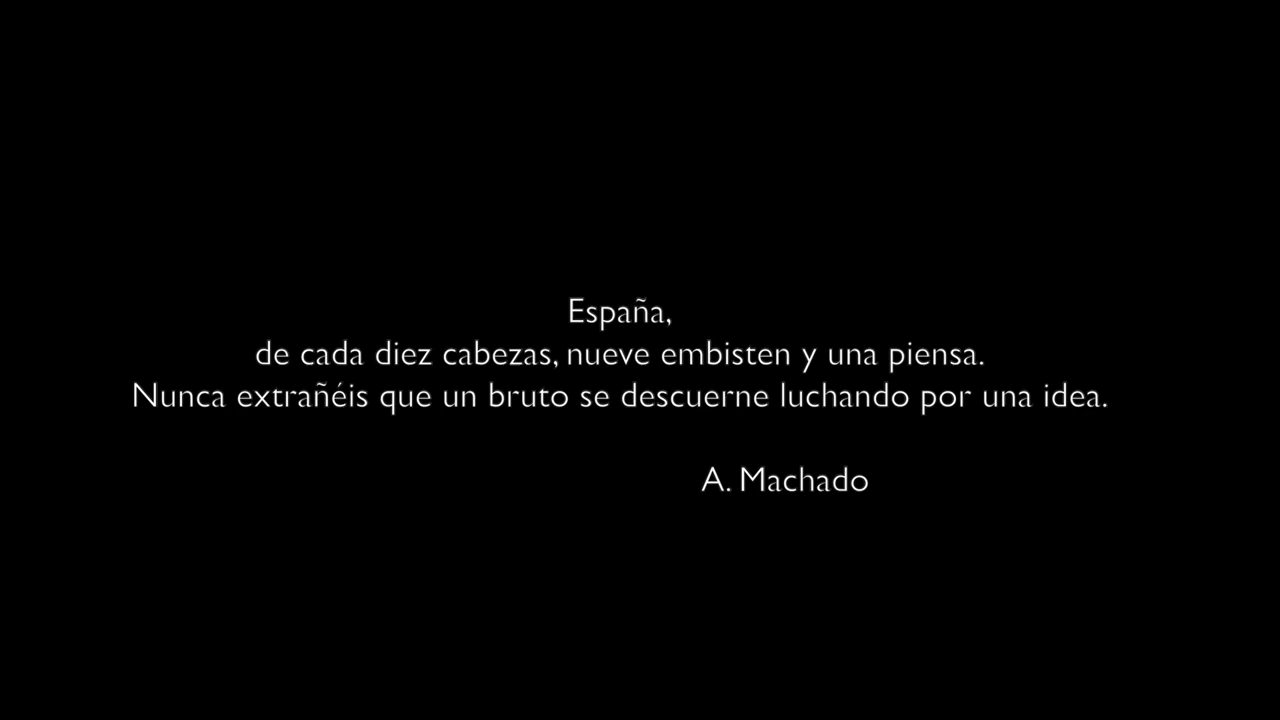 España,
de cada diez cabezas, nueve embisten y una piensa.
Nunca extrañéis que un bruto se descuerne luchando por una idea.
A. Machado